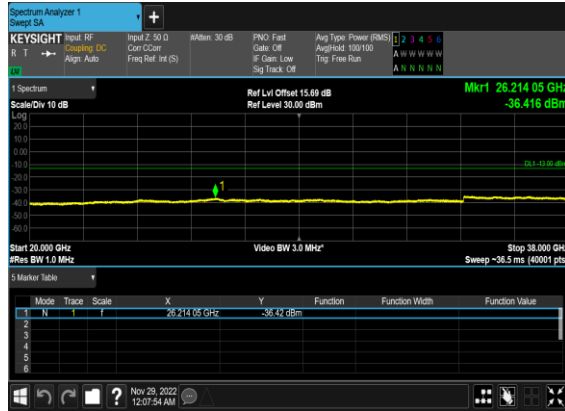 Spectrum Analyzer 1
Swept SA
+
KEYSIGHT Input: RF Input Z: 50 Ω #Atten: 30 dB PNO: Fast Avg Type: Power (RMS) 1 2 3 4 5 6
R T Coupling: DC Corr CCorr Gate: Off Avg|Hold: 100/100 A W W W W W
Align: Auto Freq Ref: Int (S) IF Gain: Low Trig: Free Run
Sig Track: Off A N N N N N
1 Spectrum Ref Lvl Offset 15.69 dB Mkr1 26.214 05 GHz
Scale/Div 10 dB Ref Level 30.00 dBm -36.416 dBm
Log
20.0
10.0
0.00
-10.0 DL1 -13.00 dBm
-20.0
-30.0 1
-40.0
-50.0
-60.0
Start 20.000 GHz Video BW 3.0 MHz* Stop 38.000 GHz
#Res BW 1.0 MHz Sweep ~36.5 ms (40001 pts)
5 Marker Table
Mode Trace Scale X Y Function Function Width Function Value
1 N 1 f 26.214 05 GHz -36.42 dBm
2
3
4
5
6
? Nov 29, 2022
12:07:54 AM